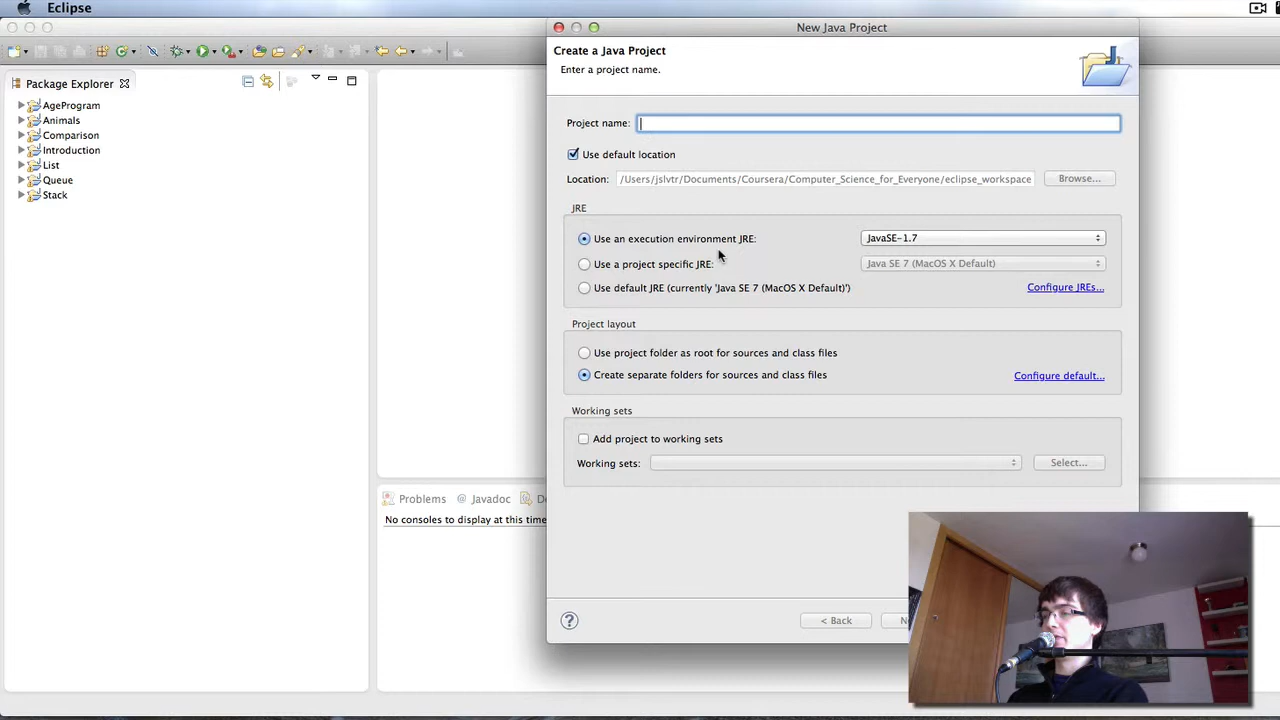 Eclipse
New Java Project
Create a Java Project
Enter a project name.
Package Explorer
AgeProgram
Animals
Comparison
Introduction
List
Queue
Stack
Project name:
Use default location
Location: /Users/jslvtr/Documents/Coursera/Computer_Science_for_Everyone/eclipse_workspace Browse...
JRE
Use an execution environment JRE: JavaSE-1.7
Use a project specific JRE: Java SE 7 (MacOS X Default)
Use default JRE (currently 'Java SE 7 (MacOS X Default)') Configure JREs...
Project layout
Use project folder as root for sources and class files
Create separate folders for sources and class files Configure default...
Working sets
Add project to working sets
Working sets: Select...
Problems @ Javadoc
No consoles to display at this time
? < Back